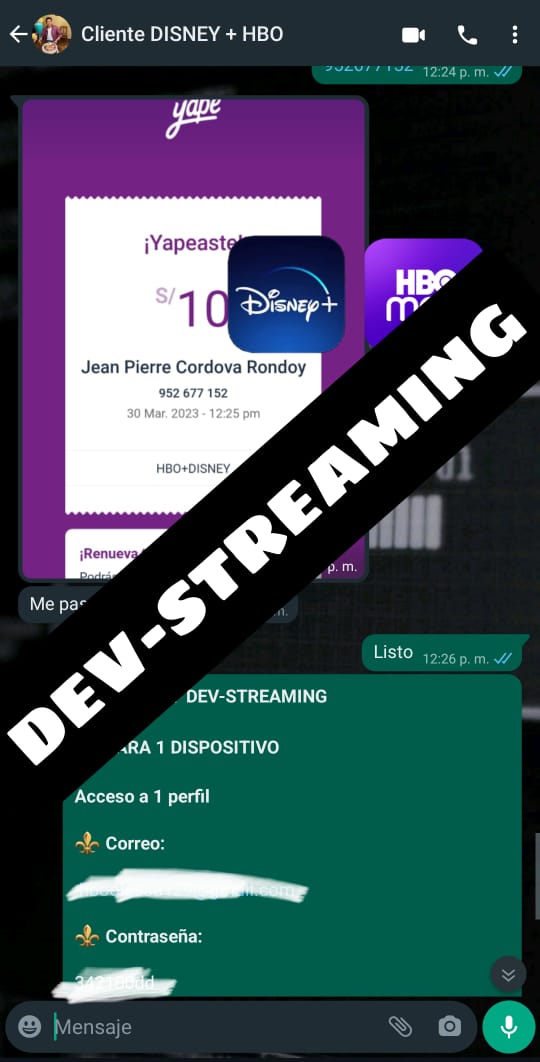 Cliente DISNEY + HBO
12:24 p. m.
yape
¡Yapeaste!
S/ 10
Disney+
HBO
Jean Pierre Cordova Rondoy
952 677 152
30 Mar. 2023 - 12:25 pm
HBO+DISNEY
¡Renueva
p. m.
Me pas
DEV-STREAMING
Listo
12:26 p. m.
DEV-STREAMING
ARA 1 DISPOSITIVO
Acceso a 1 perfil
Correo:
Contraseña:
Mensaje